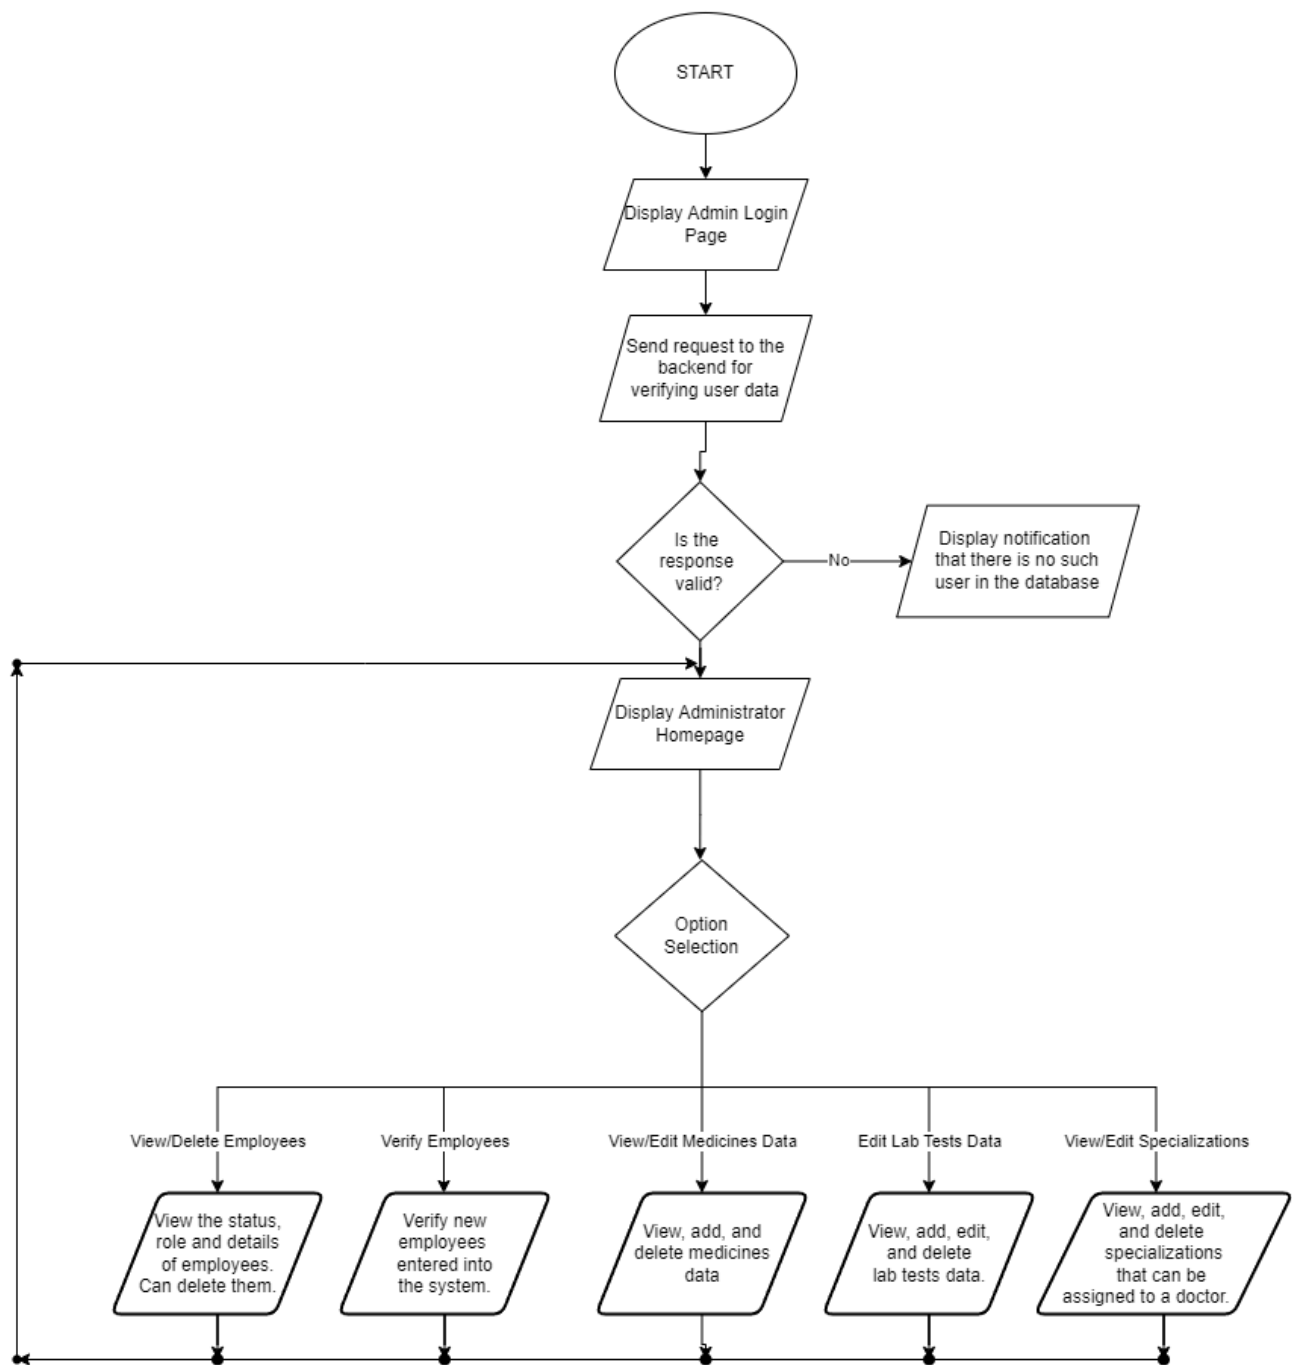 START
Display Admin Login
Page
Send request to the
backend for
verifying user data
Is the
response
valid?
No
Display notification
that there is no such
user in the database
Display Administrator
Homepage
Option
Selection
View/Delete Employees
Verify Employees
View/Edit Medicines Data
Edit Lab Tests Data
View/Edit Specializations
View the status,
role and details
of employees.
Can delete them.
Verify new
employees
entered into
the system.
View, add, and
delete medicines
data
View, add, edit,
and delete
lab tests data.
View, add, edit,
and delete
specializations
that can be
assigned to a doctor.